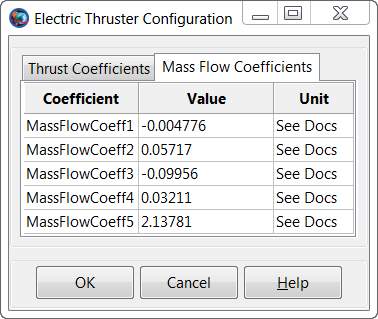 Electric Thruster Configuration
Thrust Coefficients Mass Flow Coefficients
Coefficient Value Unit
MassFlowCoeff1 -0.004776 See Docs
MassFlowCoeff2 0.05717 See Docs
MassFlowCoeff3 -0.09956 See Docs
MassFlowCoeff4 0.03211 See Docs
MassFlowCoeff5 2.13781 See Docs
OK Cancel Help